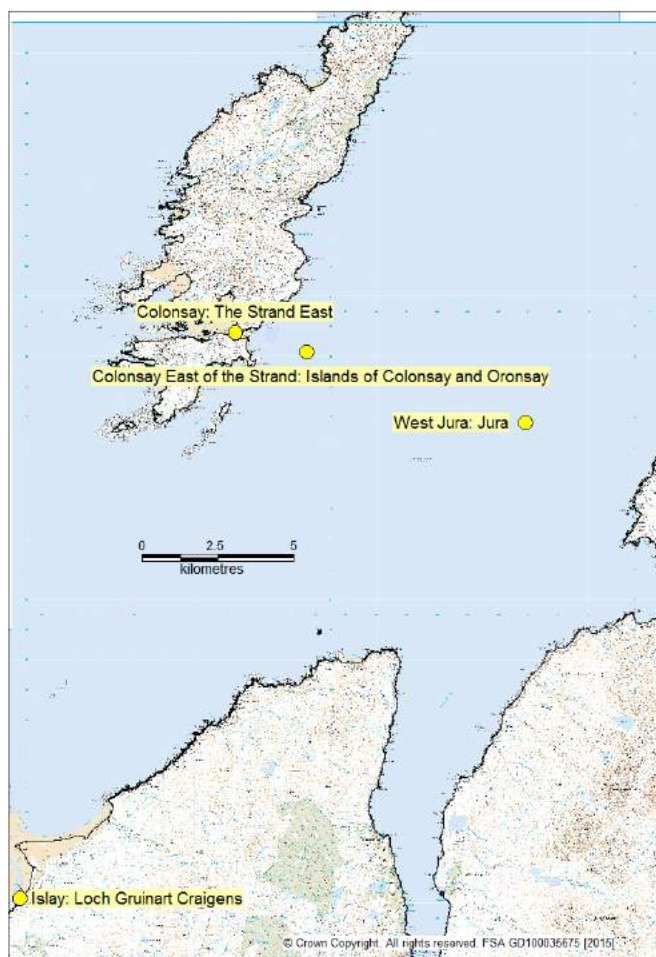 Colonsay: The Strand East
Colonsay East of the Strand: Islands of Colonsay and Oronsay
West Jura: Jura
0 2.5 5
kilometres
Islay: Loch Gruinart Craigens
© Crown Copyright. All rights reserved. FSA GD100035675 [2015]